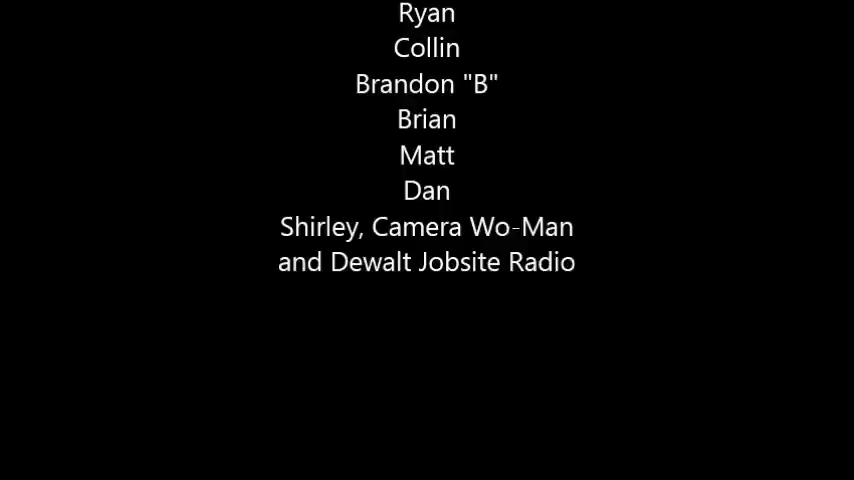 Ryan
Collin
Brandon "B"
Brian
Matt
Dan
Shirley, Camera Wo-Man
and Dewalt Jobsite Radio